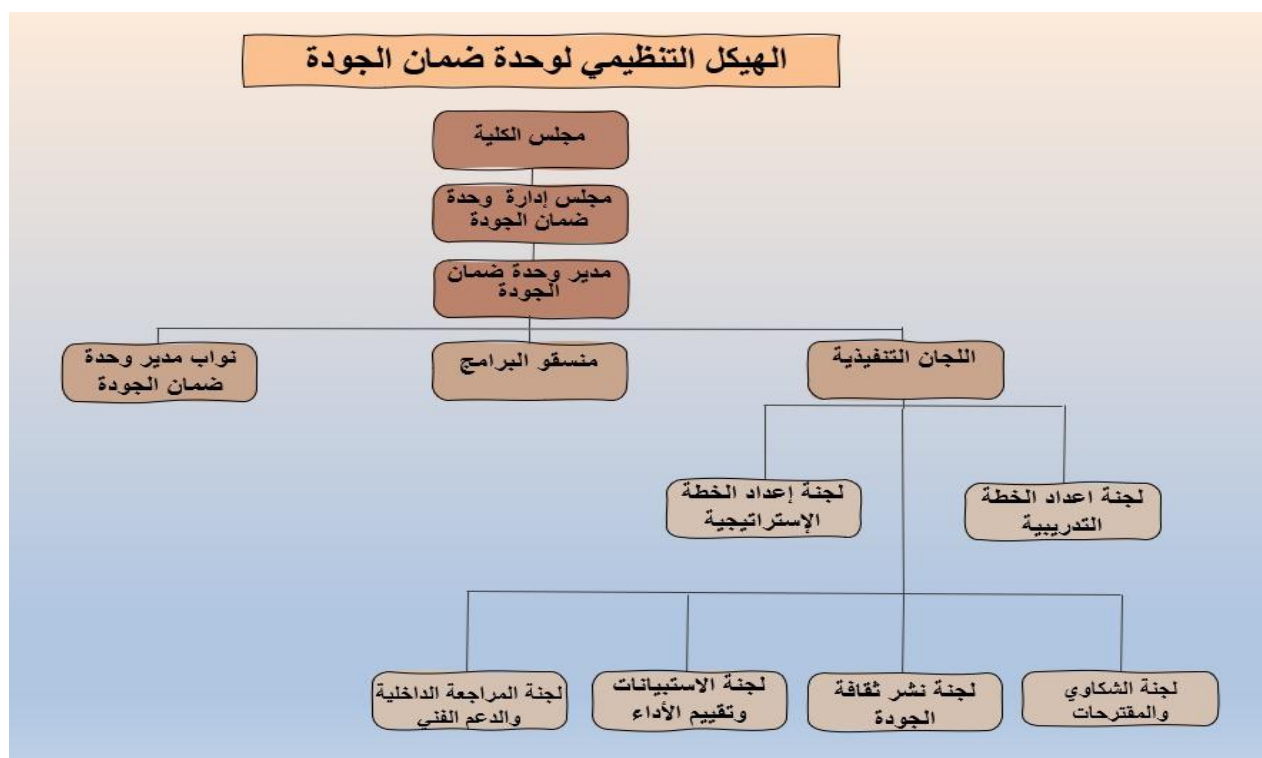 الهيكل التنظيمي لوحدة ضمان الجودة
مجلس الكلية
مجلس إدارة وحدة
ضمان الجودة
مدير وحدة ضمان
الجودة
اللجان التنفيذية
منسقو البرامج
نواب مدير وحدة
ضمان الجودة
لجنة اعداد الخطة
التدريبية
لجنة إعداد الخطة
الإستراتيجية
لجنة الشكاوي
والمقترحات
لجنة نشر ثقافة
الجودة
لجنة الاستبيانات
وتقييم الأداء
لجنة المراجعة الداخلية
والدعم الفني